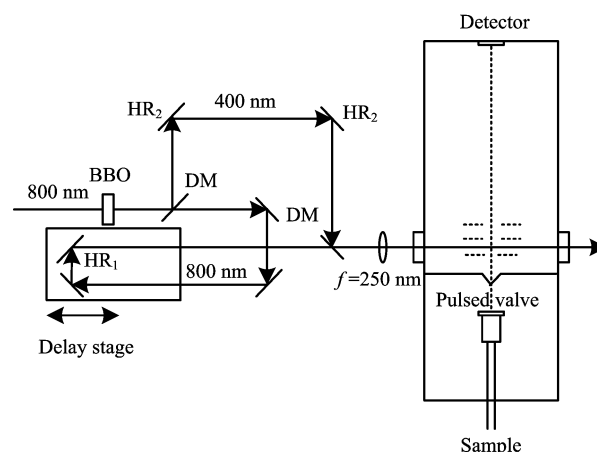 Detector
HR2
400 nm
HR2
BBO
800 nm
DM
DM
HR1
800 nm
f=250 nm
Pulsed valve
Delay stage
Sample